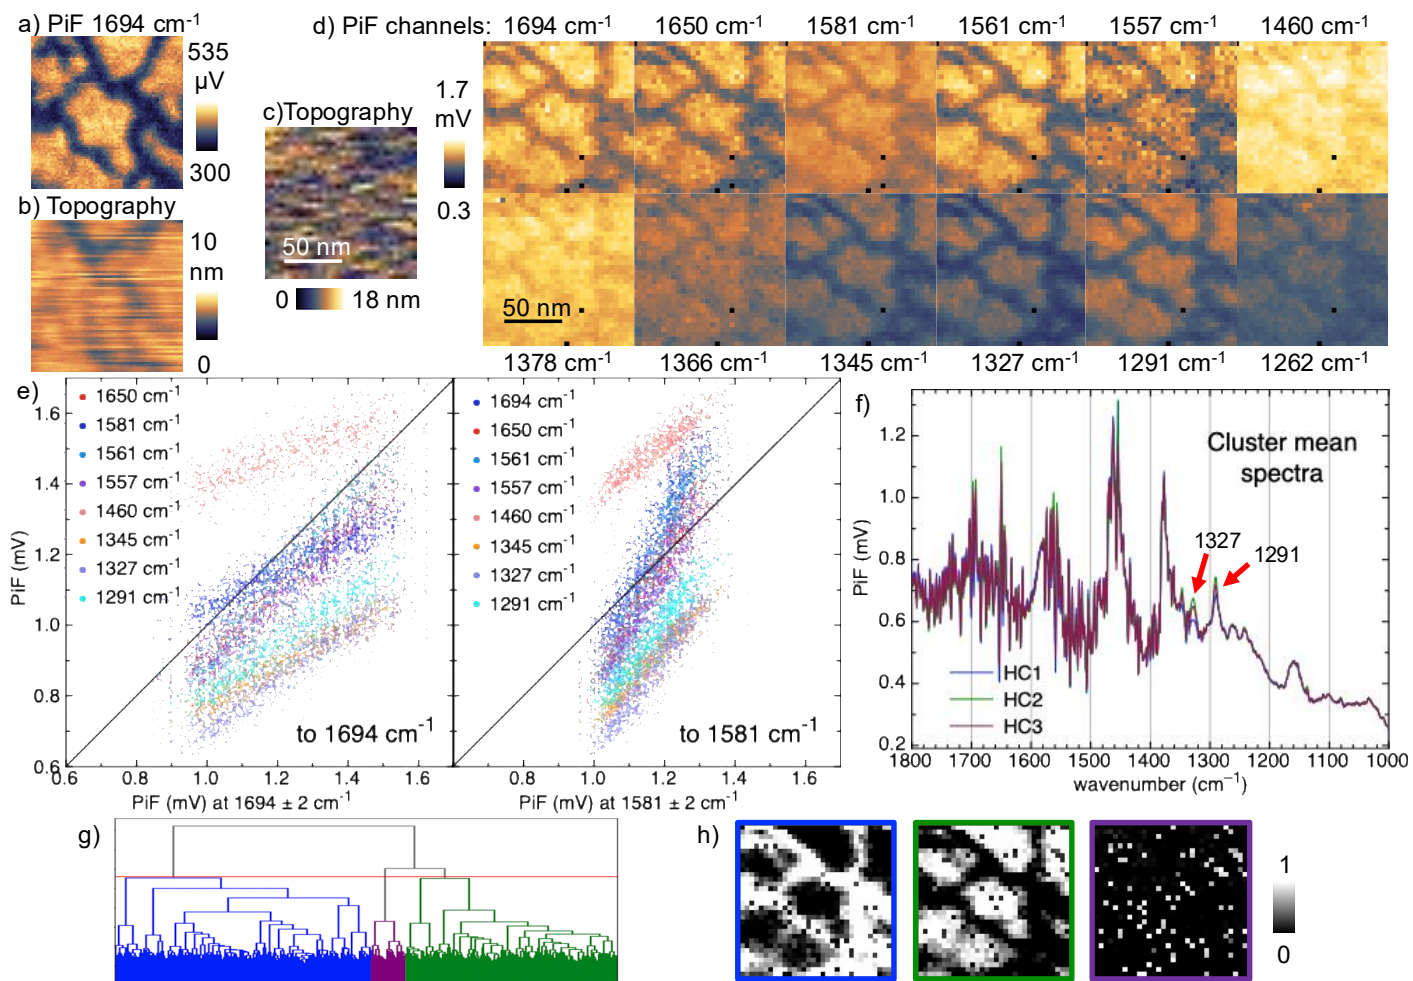 a) PiF 1694 cm⁻¹
535
µV
300
b) Topography
10
nm
0
c)Topography
50 nm
0 18 nm
d) PiF channels: 1694 cm⁻¹ 1650 cm⁻¹ 1581 cm⁻¹ 1561 cm⁻¹ 1557 cm⁻¹ 1460 cm⁻¹
1.7
mV
0.3
50 nm
1378 cm⁻¹ 1366 cm⁻¹ 1345 cm⁻¹ 1327 cm⁻¹ 1291 cm⁻¹ 1262 cm⁻¹
e)
PiF (mV)
1.6
1.4
1.2
1.0
0.8
0.6
1650 cm⁻¹
1581 cm⁻¹
1561 cm⁻¹
1557 cm⁻¹
1460 cm⁻¹
1345 cm⁻¹
1327 cm⁻¹
1291 cm⁻¹
to 1694 cm⁻¹
0.6 0.8 1.0 1.2 1.4 1.6
PiF (mV) at 1694 ± 2 cm⁻¹
1694 cm⁻¹
1650 cm⁻¹
1561 cm⁻¹
1557 cm⁻¹
1460 cm⁻¹
1345 cm⁻¹
1327 cm⁻¹
1291 cm⁻¹
to 1581 cm⁻¹
0.8 1.0 1.2 1.4 1.6
PiF (mV) at 1581 ± 2 cm⁻¹
f)
PiF (mV)
1.2
1.0
0.8
0.6
0.4
0.2
Cluster mean
spectra
1327
1291
HC1
HC2
HC3
1800 1700 1600 1500 1400 1300 1200 1100 1000
wavenumber (cm⁻¹)
g)
h)
1
0